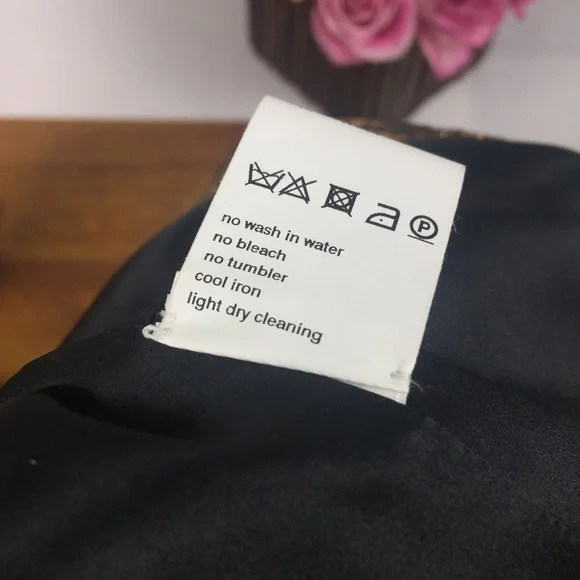 P
no wash in water
no bleach
no tumbler
cool iron
light dry cleaning